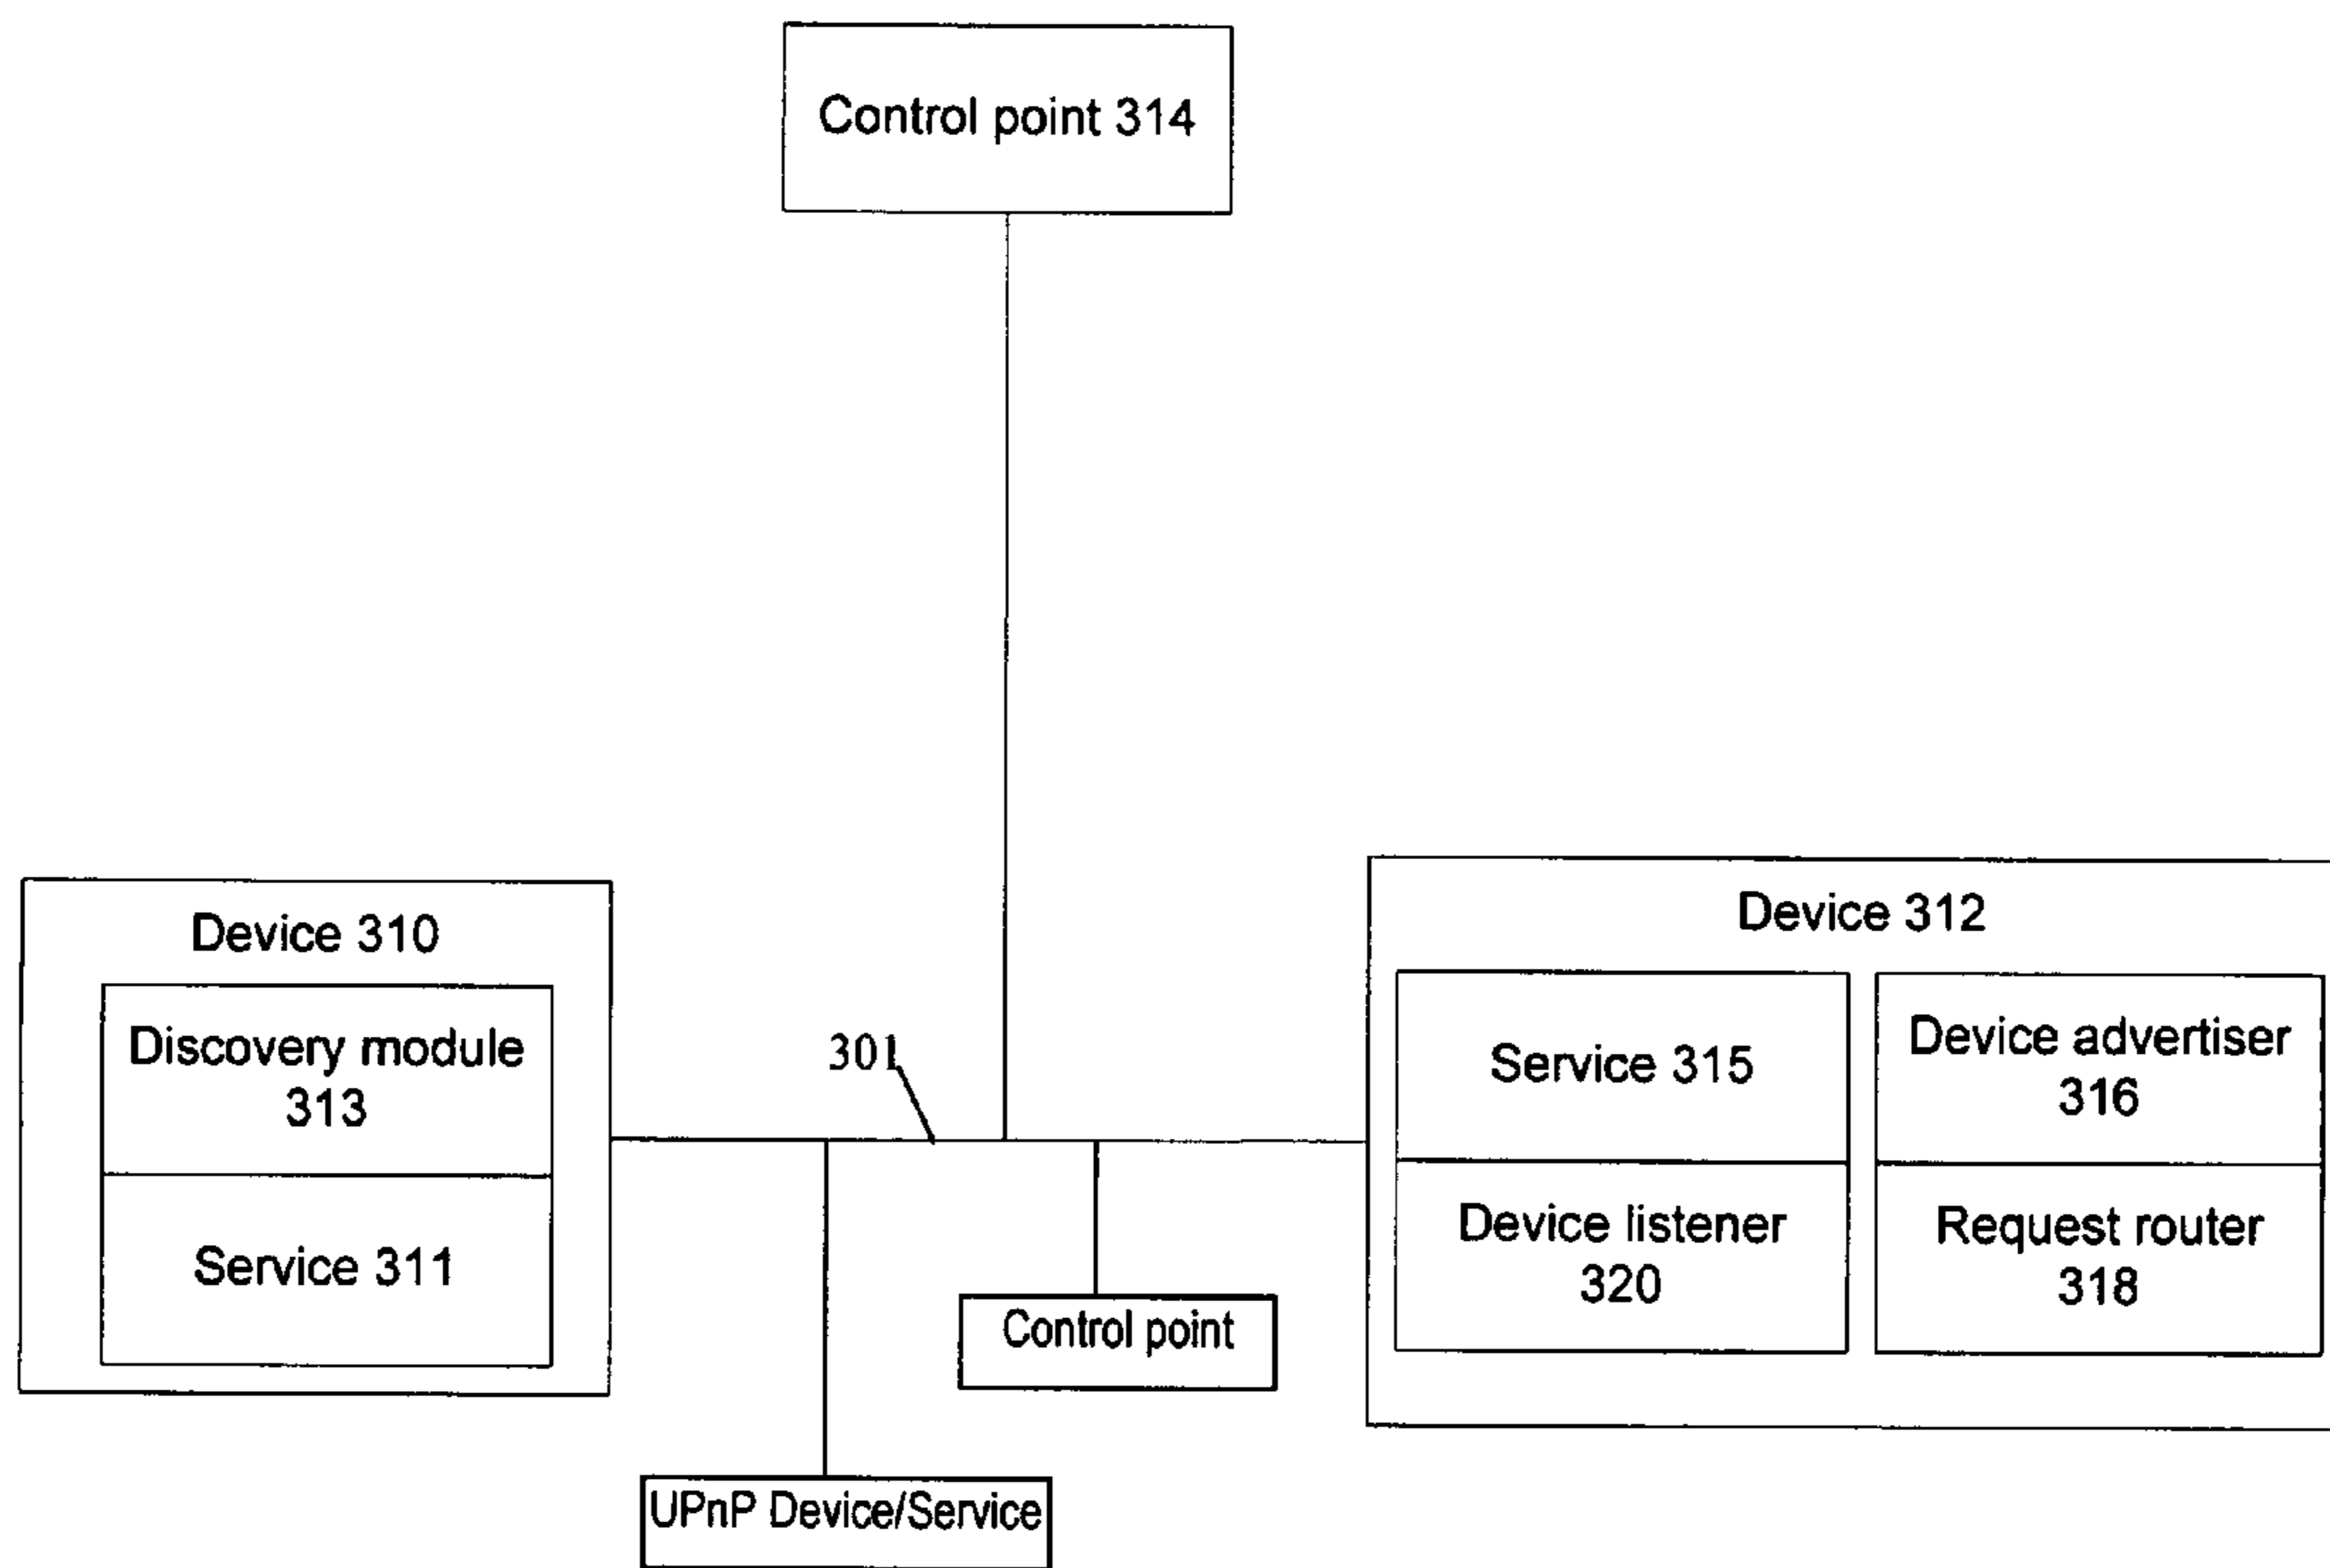 Control point 314
Device 310
Discovery module
313
Service 311
301
Device 312
Service 315
Device advertiser
316
Device listener
320
Request router
318
Control point
UPnP Device/Service